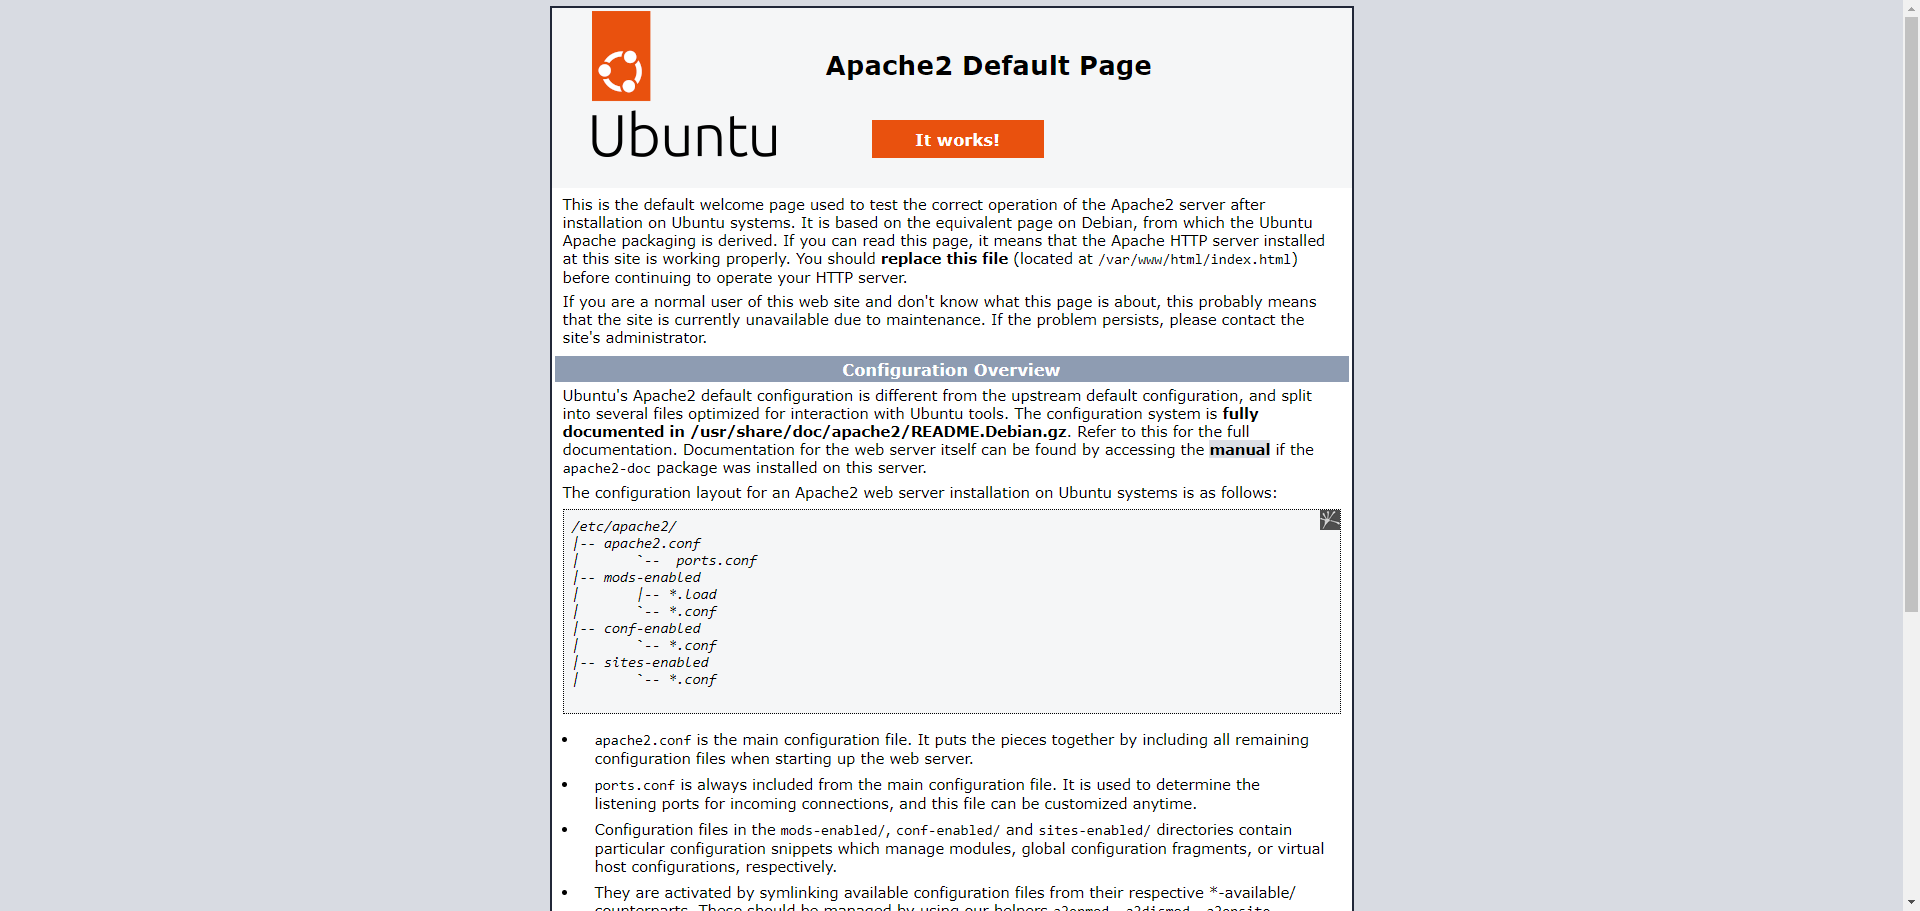 Apache2 Default Page
Ubuntu
It works!
This is the default welcome page used to test the correct operation of the Apache2 server after
installation on Ubuntu systems. It is based on the equivalent page on Debian, from which the Ubuntu
Apache packaging is derived. If you can read this page, it means that the Apache HTTP server installed
at this site is working properly. You should replace this file (located at /var/www/html/index.html)
before continuing to operate your HTTP server.
If you are a normal user of this web site and don't know what this page is about, this probably means
that the site is currently unavailable due to maintenance. If the problem persists, please contact the
site's administrator.
Configuration Overview
Ubuntu's Apache2 default configuration is different from the upstream default configuration, and split
into several files optimized for interaction with Ubuntu tools. The configuration system is fully
documented in /usr/share/doc/apache2/README.Debian.gz. Refer to this for the full
documentation. Documentation for the web server itself can be found by accessing the manual if the
apache2-doc package was installed on this server.
The configuration layout for an Apache2 web server installation on Ubuntu systems is as follows:
/etc/apache2/
|-- apache2.conf
|       `--  ports.conf
|-- mods-enabled
|       |-- *.load
|       `-- *.conf
|-- conf-enabled
|       `-- *.conf
|-- sites-enabled
|       `-- *.conf
• apache2.conf is the main configuration file. It puts the pieces together by including all remaining
configuration files when starting up the web server.
• ports.conf is always included from the main configuration file. It is used to determine the
listening ports for incoming connections, and this file can be customized anytime.
• Configuration files in the mods-enabled/, conf-enabled/ and sites-enabled/ directories contain
particular configuration snippets which manage modules, global configuration fragments, or virtual
host configurations, respectively.
• They are activated by symlinking available configuration files from their respective *-available/
counterparts. These should be managed by using our helpers a2enmod, a2dismod, a2ensite,